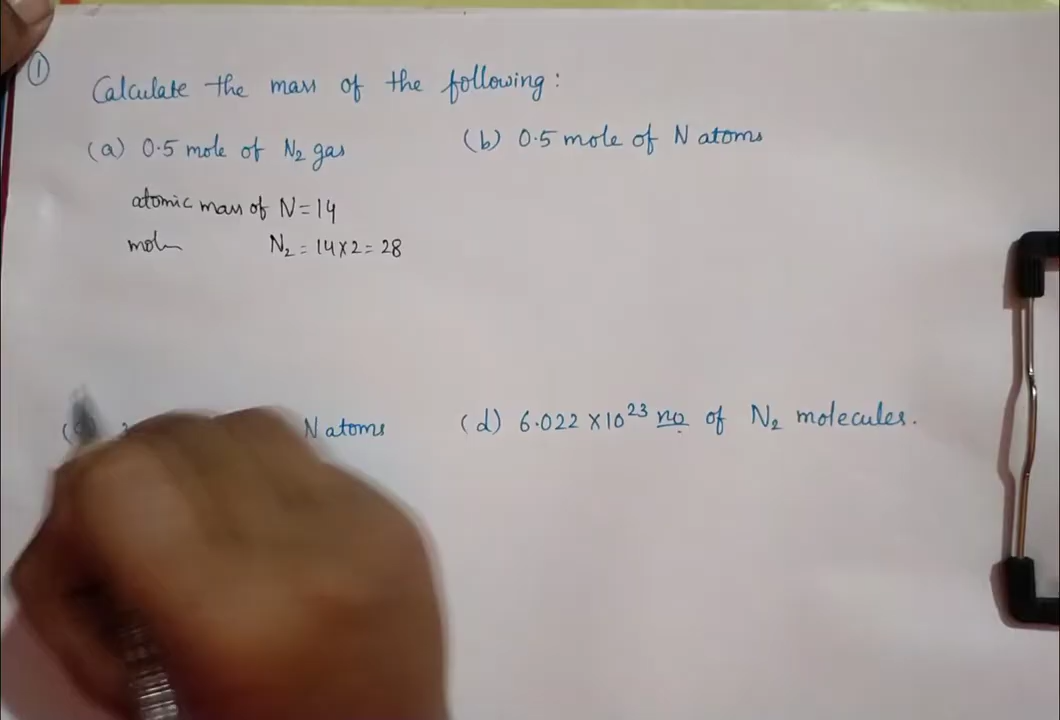 ①
Calculate the mass of the following:
(a) 0.5 mole of N₂ gas
(b) 0.5 mole of N atoms
atomic mass of N = 14
N₂ = 14 × 2 = 28
N atoms
(d) 6.022 × 10²³ no of N₂ molecules.